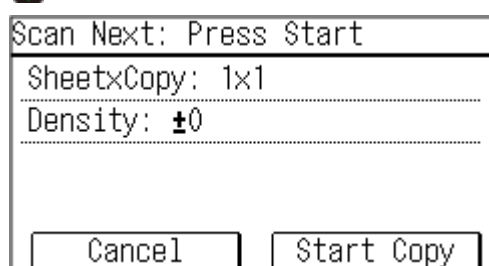 Scan Next: Press Start
SheetxCopy: 1x1
Density: ±0
Cancel Start Copy